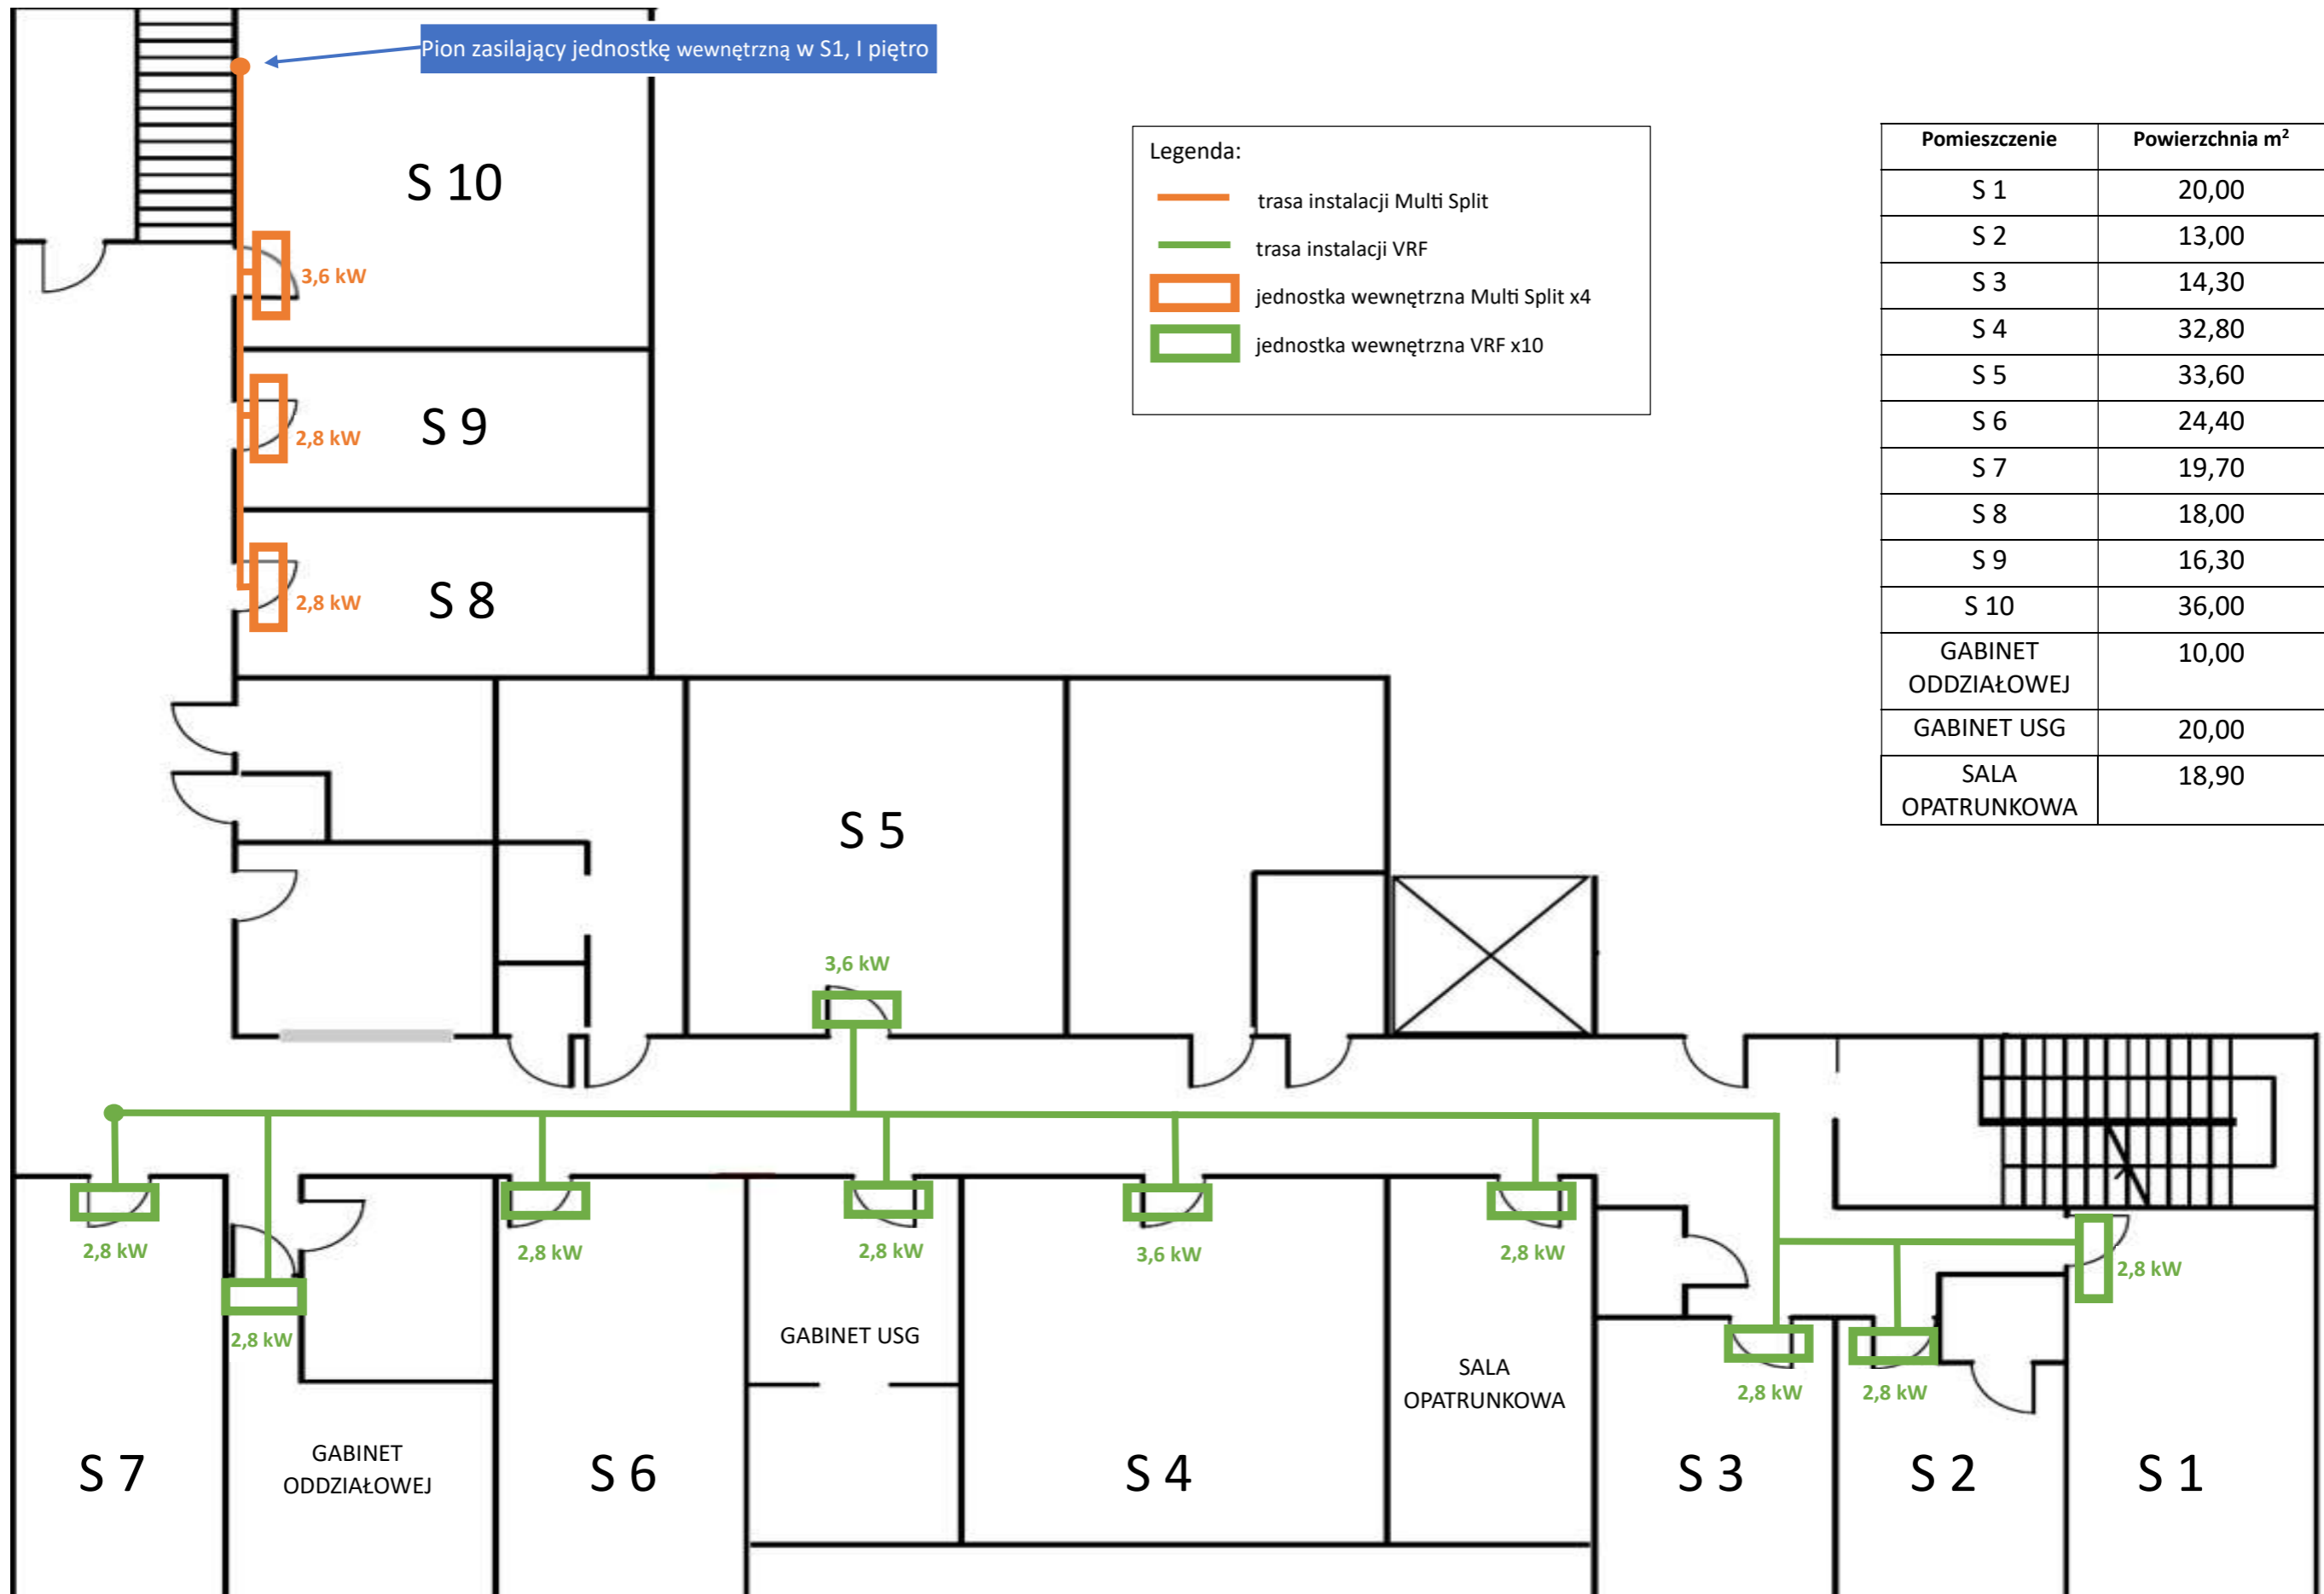 Pion zasilający jednostkę wewnętrzną w S1, I piętro
Legenda:
trasa instalacji Multi Split
trasa instalacji VRF
jednostka wewnętrzna Multi Split x4
jednostka wewnętrzna VRF x10
Pomieszczenie Powierzchnia m²
S 1 20,00
S 2 13,00
S 3 14,30
S 4 32,80
S 5 33,60
S 6 24,40
S 7 19,70
S 8 18,00
S 9 16,30
S 10 36,00
GABINET
ODDZIAŁOWEJ 10,00
GABINET USG 20,00
SALA
OPATRUNKOWA 18,90
S 10
3,6 kW
S 9
2,8 kW
S 8
2,8 kW
S 5
3,6 kW
2,8 kW
2,8 kW
2,8 kW
2,8 kW
3,6 kW
2,8 kW
2,8 kW
2,8 kW
2,8 kW
GABINET USG
SALA
OPATRUNKOWA
S 7
GABINET
ODDZIAŁOWEJ
S 6
S 4
S 3
S 2
S 1